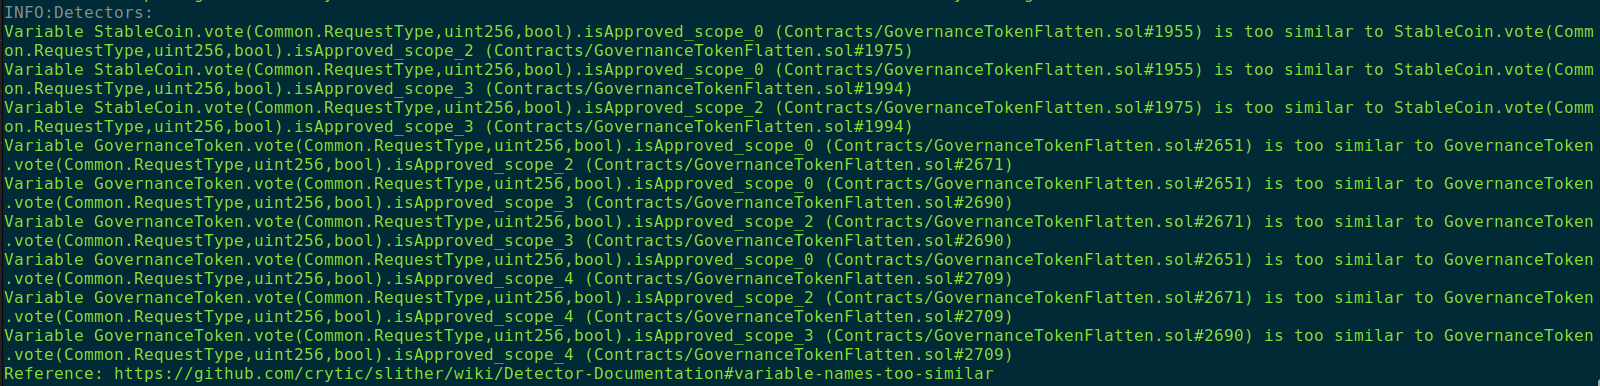 INFO:Detectors:
Variable StableCoin.vote(Common.RequestType,uint256,bool).isApproved_scope_0 (Contracts/GovernanceTokenFlatten.sol#1955) is too similar to StableCoin.vote(Comm
on.RequestType,uint256,bool).isApproved_scope_2 (Contracts/GovernanceTokenFlatten.sol#1975)
Variable StableCoin.vote(Common.RequestType,uint256,bool).isApproved_scope_0 (Contracts/GovernanceTokenFlatten.sol#1955) is too similar to StableCoin.vote(Comm
on.RequestType,uint256,bool).isApproved_scope_3 (Contracts/GovernanceTokenFlatten.sol#1994)
Variable StableCoin.vote(Common.RequestType,uint256,bool).isApproved_scope_2 (Contracts/GovernanceTokenFlatten.sol#1975) is too similar to StableCoin.vote(Comm
on.RequestType,uint256,bool).isApproved_scope_3 (Contracts/GovernanceTokenFlatten.sol#1994)
Variable GovernanceToken.vote(Common.RequestType,uint256,bool).isApproved_scope_0 (Contracts/GovernanceTokenFlatten.sol#2651) is too similar to GovernanceToken
.vote(Common.RequestType,uint256,bool).isApproved_scope_2 (Contracts/GovernanceTokenFlatten.sol#2671)
Variable GovernanceToken.vote(Common.RequestType,uint256,bool).isApproved_scope_0 (Contracts/GovernanceTokenFlatten.sol#2651) is too similar to GovernanceToken
.vote(Common.RequestType,uint256,bool).isApproved_scope_3 (Contracts/GovernanceTokenFlatten.sol#2690)
Variable GovernanceToken.vote(Common.RequestType,uint256,bool).isApproved_scope_2 (Contracts/GovernanceTokenFlatten.sol#2671) is too similar to GovernanceToken
.vote(Common.RequestType,uint256,bool).isApproved_scope_3 (Contracts/GovernanceTokenFlatten.sol#2690)
Variable GovernanceToken.vote(Common.RequestType,uint256,bool).isApproved_scope_0 (Contracts/GovernanceTokenFlatten.sol#2651) is too similar to GovernanceToken
.vote(Common.RequestType,uint256,bool).isApproved_scope_4 (Contracts/GovernanceTokenFlatten.sol#2709)
Variable GovernanceToken.vote(Common.RequestType,uint256,bool).isApproved_scope_2 (Contracts/GovernanceTokenFlatten.sol#2671) is too similar to GovernanceToken
.vote(Common.RequestType,uint256,bool).isApproved_scope_4 (Contracts/GovernanceTokenFlatten.sol#2709)
Variable GovernanceToken.vote(Common.RequestType,uint256,bool).isApproved_scope_3 (Contracts/GovernanceTokenFlatten.sol#2690) is too similar to GovernanceToken
.vote(Common.RequestType,uint256,bool).isApproved_scope_4 (Contracts/GovernanceTokenFlatten.sol#2709)
Reference: https://github.com/crytic/slither/wiki/Detector-Documentation#variable-names-too-similar